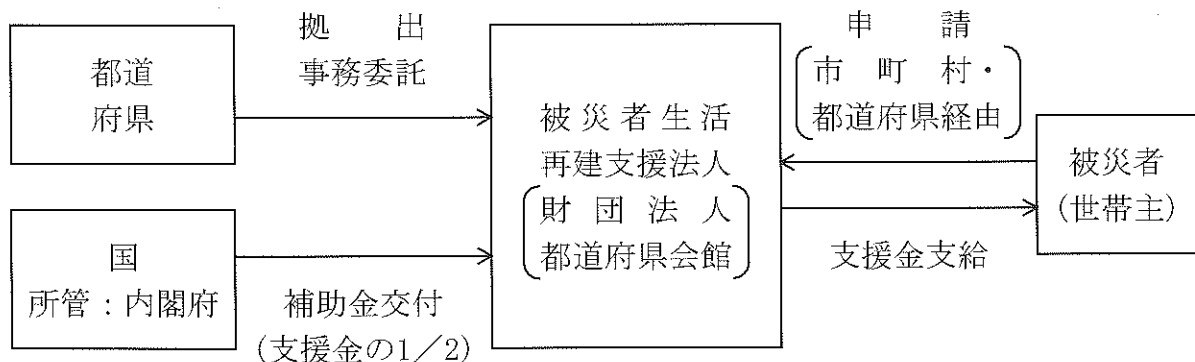 都道
府県
拠出
事務委託
国
所管：内閣府
補助金交付
(支援金の1／2)
被災者生活
再建支援法人
財団法人
都道府県会館
申請
市町村・
都道府県経由
支援金支給
被災者
(世帯主)